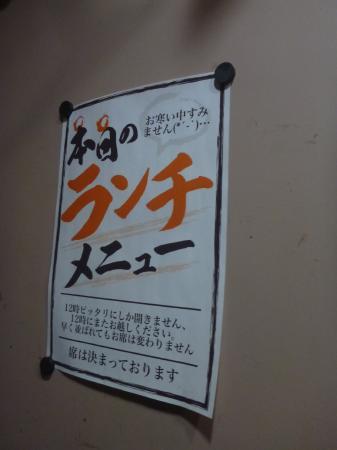 本日の
お寒い中すみ
ません(*´-`)…
ランチ
メニュー
12時ピッタリにしか開きません、
12時にまたお越しください。
早く並ばれてもお席は変わりません
席は決まっております